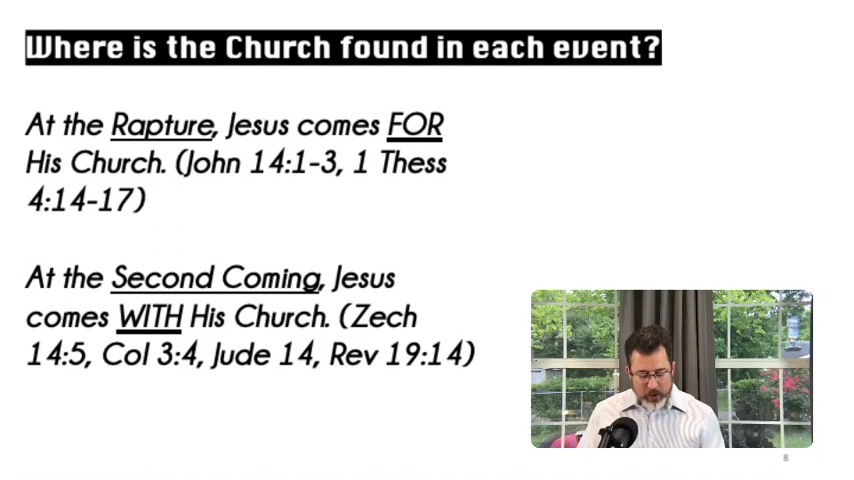 Where is the Church found in each event?
At the Rapture, Jesus comes FOR
His Church. (John 14:1-3, 1 Thess
4:14-17)
At the Second Coming, Jesus
comes WITH His Church. (Zech
14:5, Col 3:4, Jude 14, Rev 19:14)
8